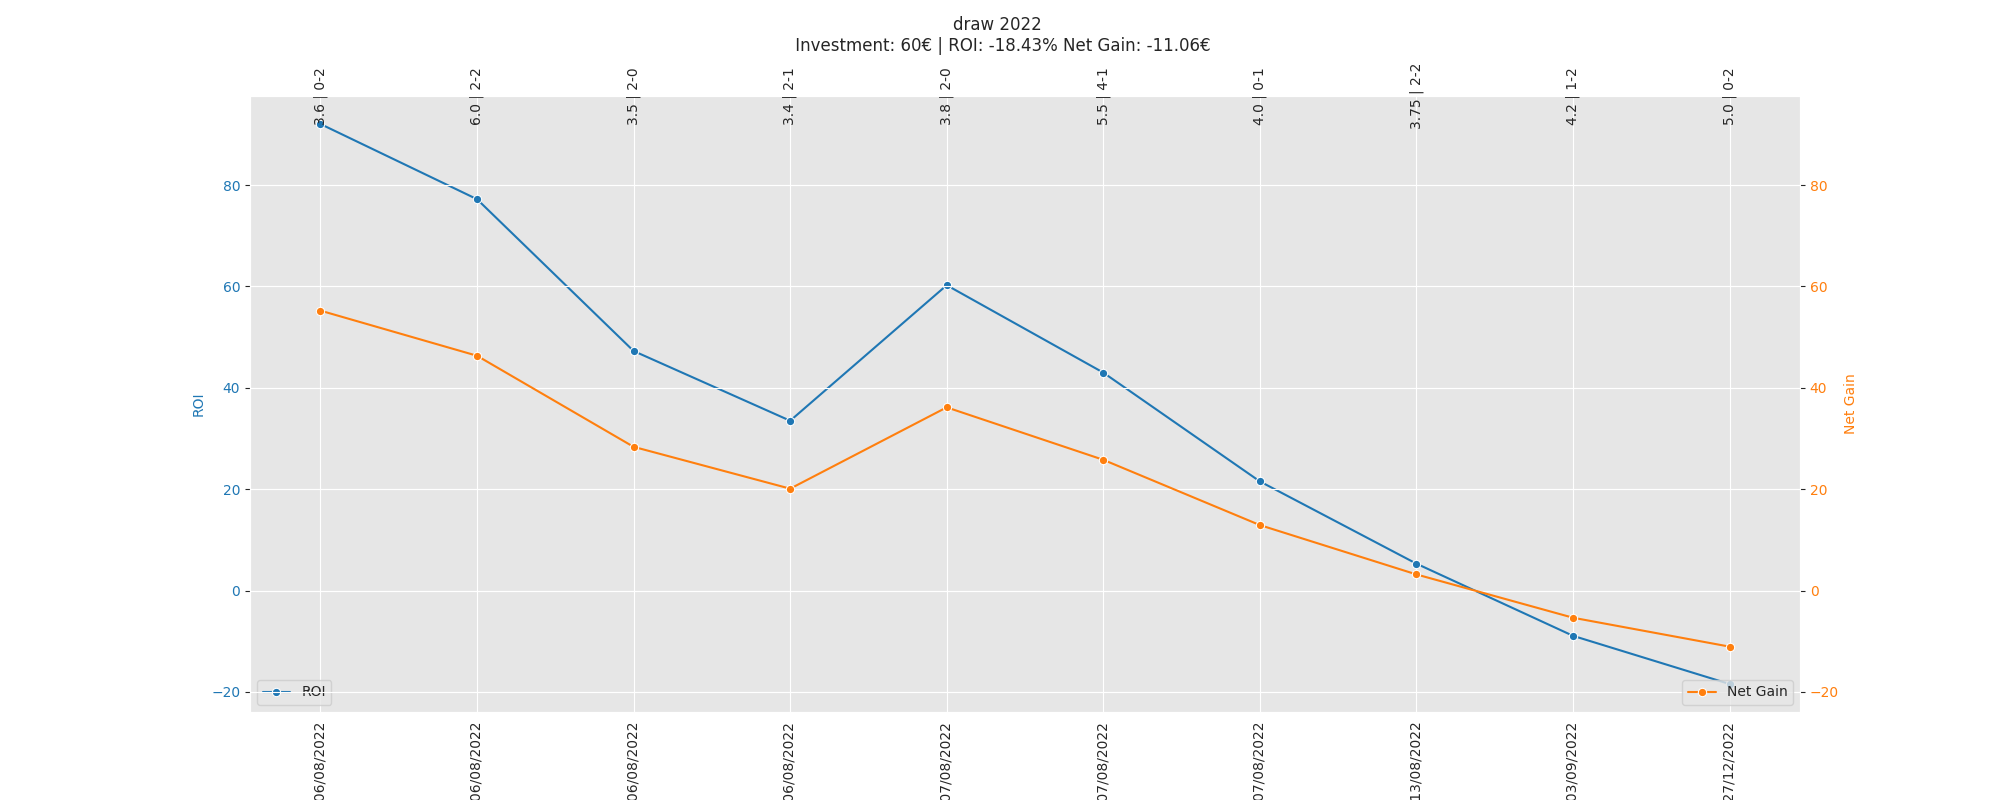 draw 2022
Investment: 60€ | ROI: -18.43% Net Gain: -11.06€
3.6 | 0-2
6.0 | 2-2
3.5 | 2-0
3.4 | 2-1
3.8 | 2-0
5.5 | 4-1
4.0 | 0-1
3.75 | 2-2
4.2 | 1-2
5.0 | 0-2
80
60
40
20
0
−20
ROI
80
60
40
20
0
−20
Net Gain
ROI
Net Gain
06/08/2022
06/08/2022
06/08/2022
06/08/2022
07/08/2022
07/08/2022
07/08/2022
13/08/2022
03/09/2022
27/12/2022